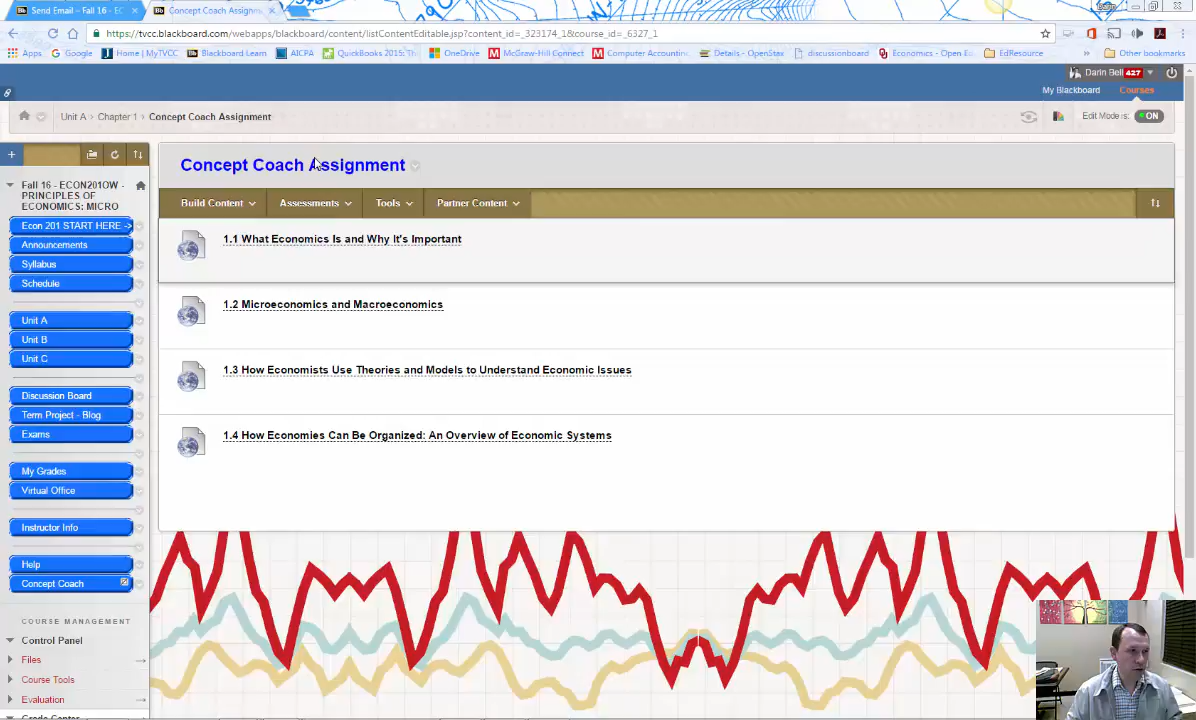 Send Email – Fall 16 - EC
Concept Coach Assignm
https://tvcc.blackboard.com/webapps/blackboard/content/listContentEditable.jsp?content_id=_323174_1&course_id=_6327_1
Apps Google Home | MyTVCC Blackboard Learn AICPA QuickBooks 2015: Th OneDrive McGraw-Hill Connect Computer Accountin Details - OpenStax discussionboard Economics - Open E EdResource » Other bookmarks
Darin Bell 427
My Blackboard Courses
Unit A > Chapter 1 > Concept Coach Assignment
Edit Mode is: ON
Concept Coach Assignment
Build Content Assessments Tools Partner Content
1.1 What Economics Is and Why It's Important
1.2 Microeconomics and Macroeconomics
1.3 How Economists Use Theories and Models to Understand Economic Issues
1.4 How Economies Can Be Organized: An Overview of Economic Systems
Fall 16 - ECON201OW -
PRINCIPLES OF
ECONOMICS: MICRO
Econ 201 START HERE ->
Announcements
Syllabus
Schedule
Unit A
Unit B
Unit C
Discussion Board
Term Project - Blog
Exams
My Grades
Virtual Office
Instructor Info
Help
Concept Coach
COURSE MANAGEMENT
Control Panel
Files
Course Tools
Evaluation
Grade Center